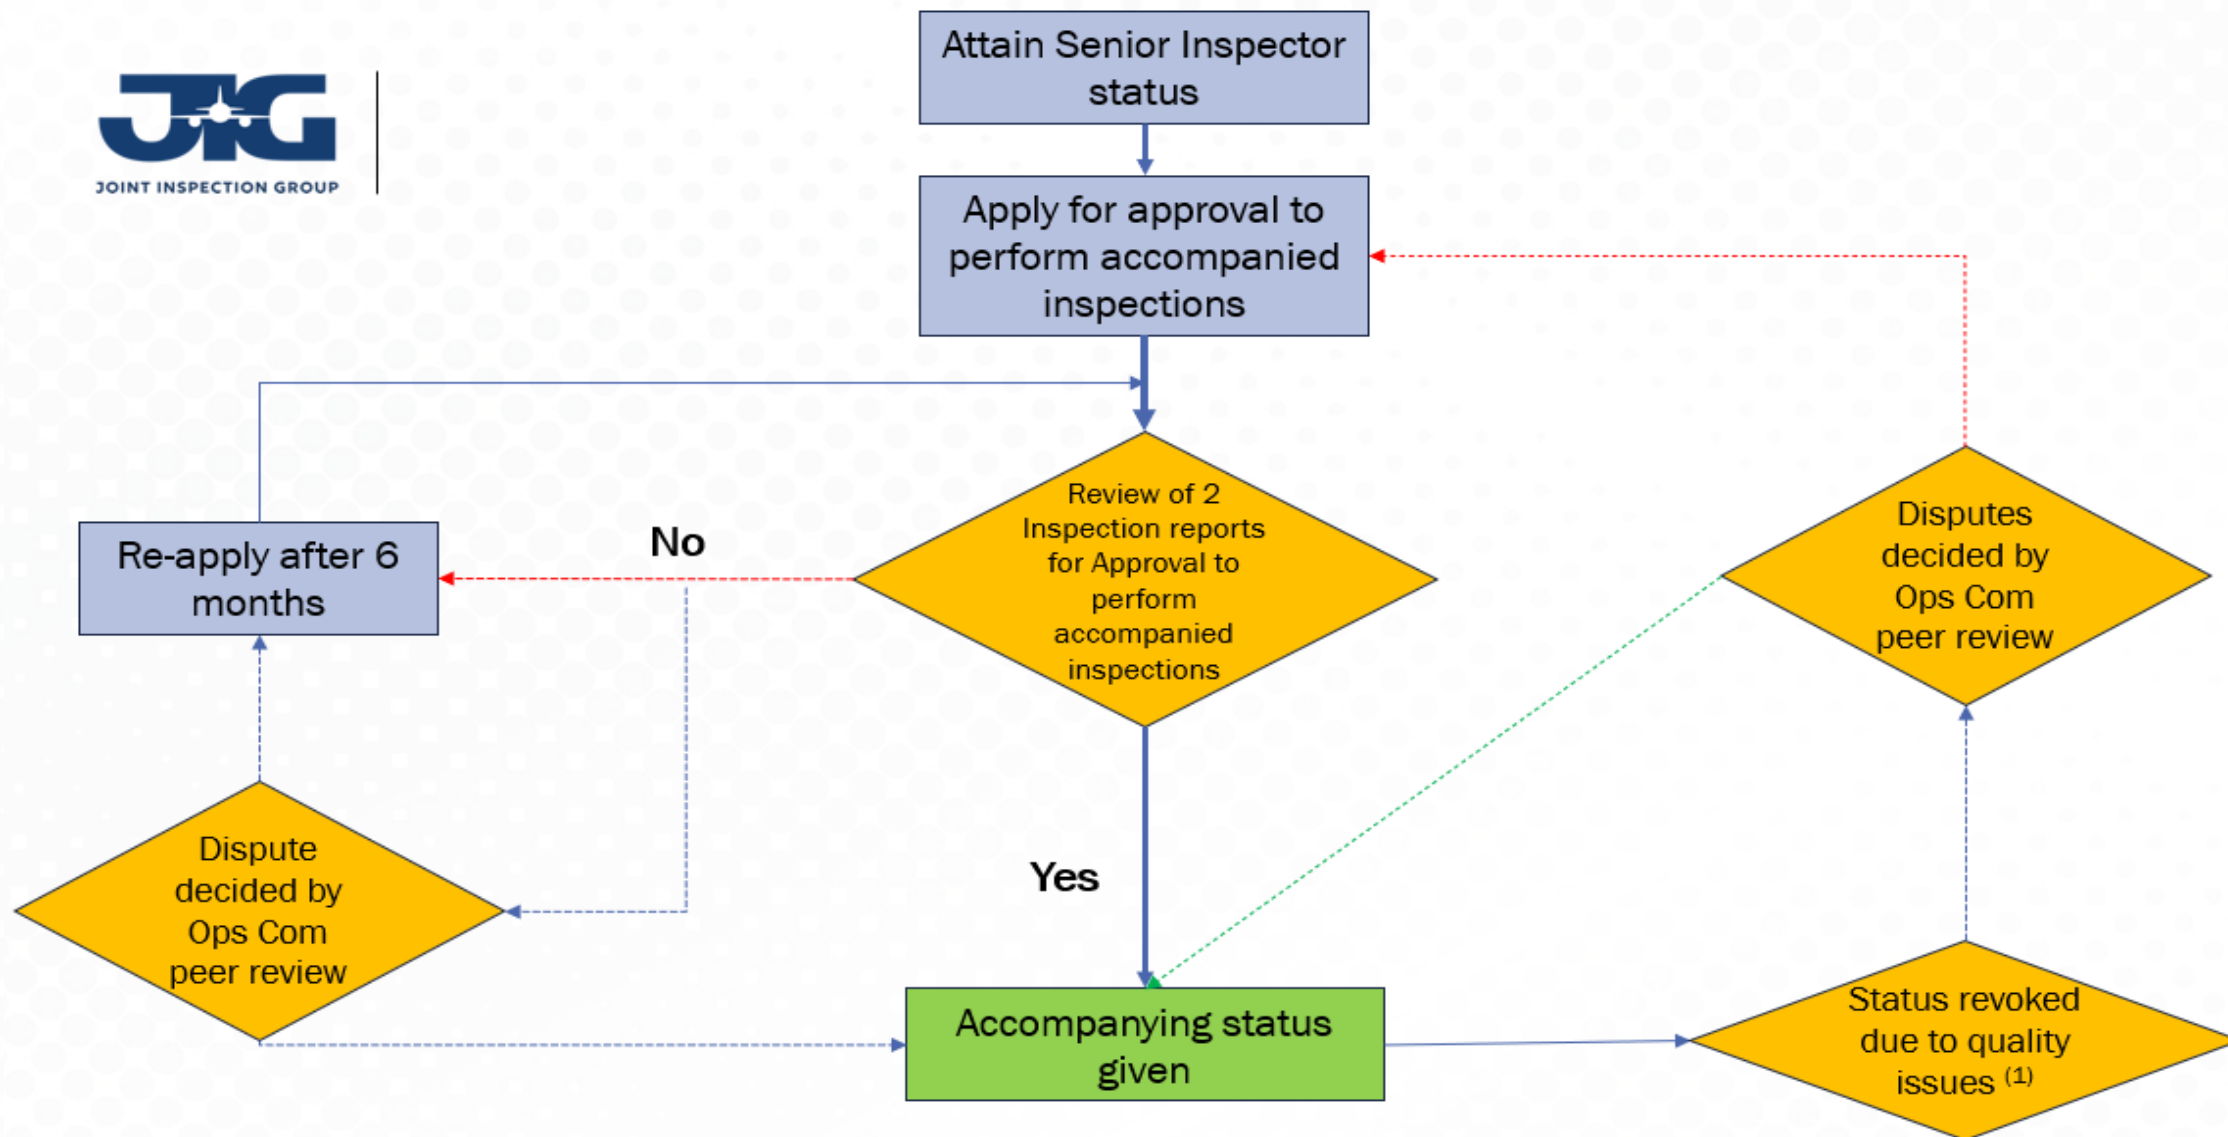 JIG
JOINT INSPECTION GROUP
Attain Senior Inspector
status
Apply for approval to
perform accompanied
inspections
Review of 2
Inspection reports
for Approval to
perform
accompanied
inspections
No
Re-apply after 6
months
Disputes
decided by
Ops Com
peer review
Dispute
decided by
Ops Com
peer review
Yes
Accompanying status
given
Status revoked
due to quality
issues (1)